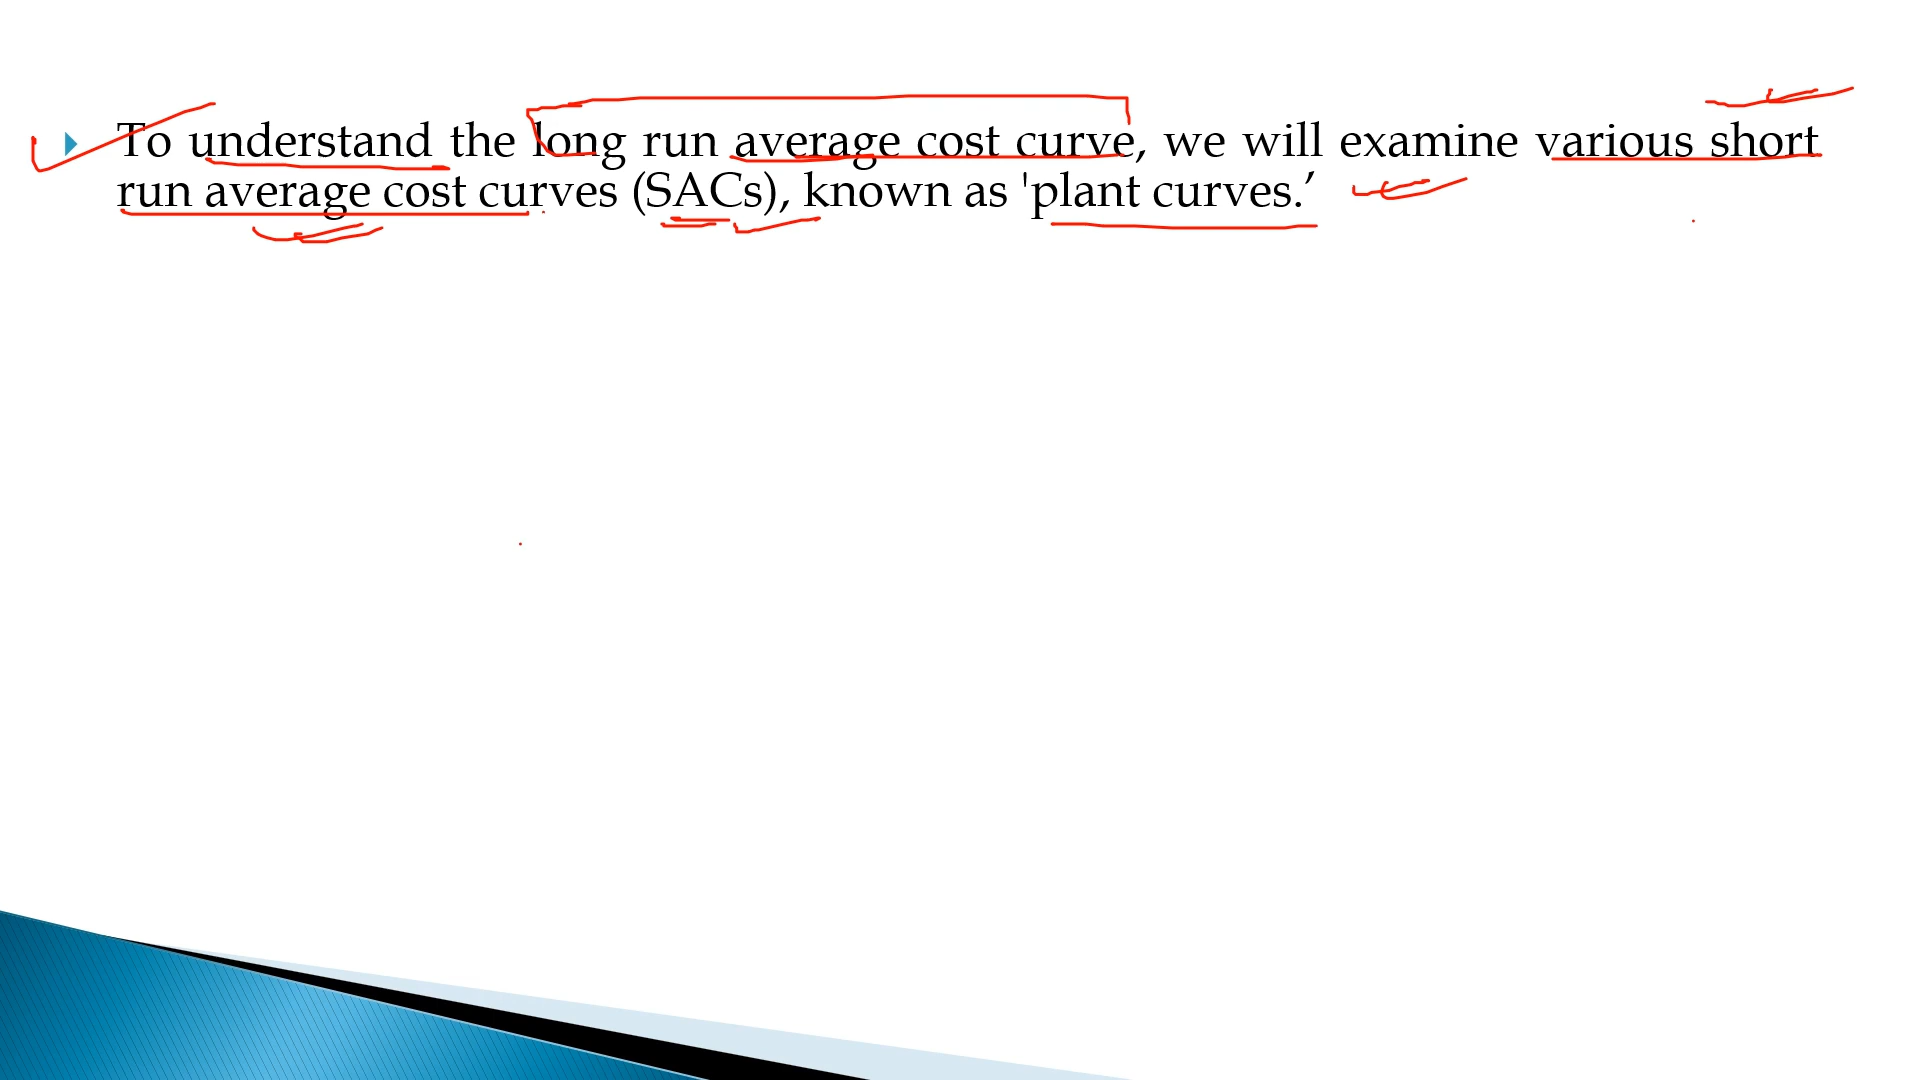 To understand the long run average cost curve, we will examine various short
run average cost curves (SACs), known as 'plant curves.’